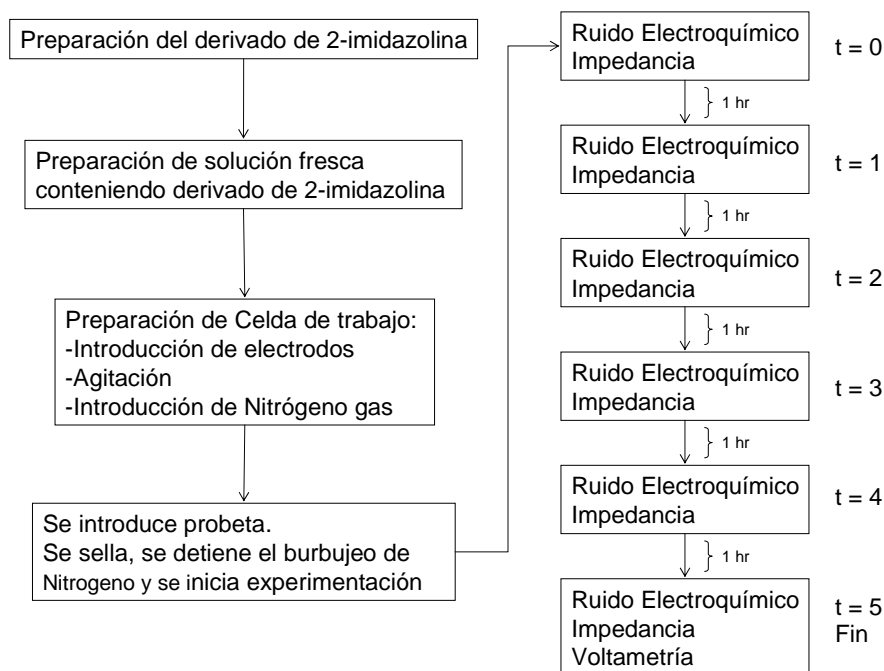 Preparación del derivado de 2-imidazolina
Preparación de solución fresca
conteniendo derivado de 2-imidazolina
Preparación de Celda de trabajo:
-Introducción de electrodos
-Agitación
-Introducción de Nitrógeno gas
Se introduce probeta.
Se sella, se detiene el burbujeo de
Nitrogeno y se inicia experimentación
Ruido Electroquímico
Impedancia
t = 0
1 hr
Ruido Electroquímico
Impedancia
t = 1
1 hr
Ruido Electroquímico
Impedancia
t = 2
1 hr
Ruido Electroquímico
Impedancia
t = 3
1 hr
Ruido Electroquímico
Impedancia
t = 4
1 hr
Ruido Electroquímico
Impedancia
Voltametría
t = 5
Fin